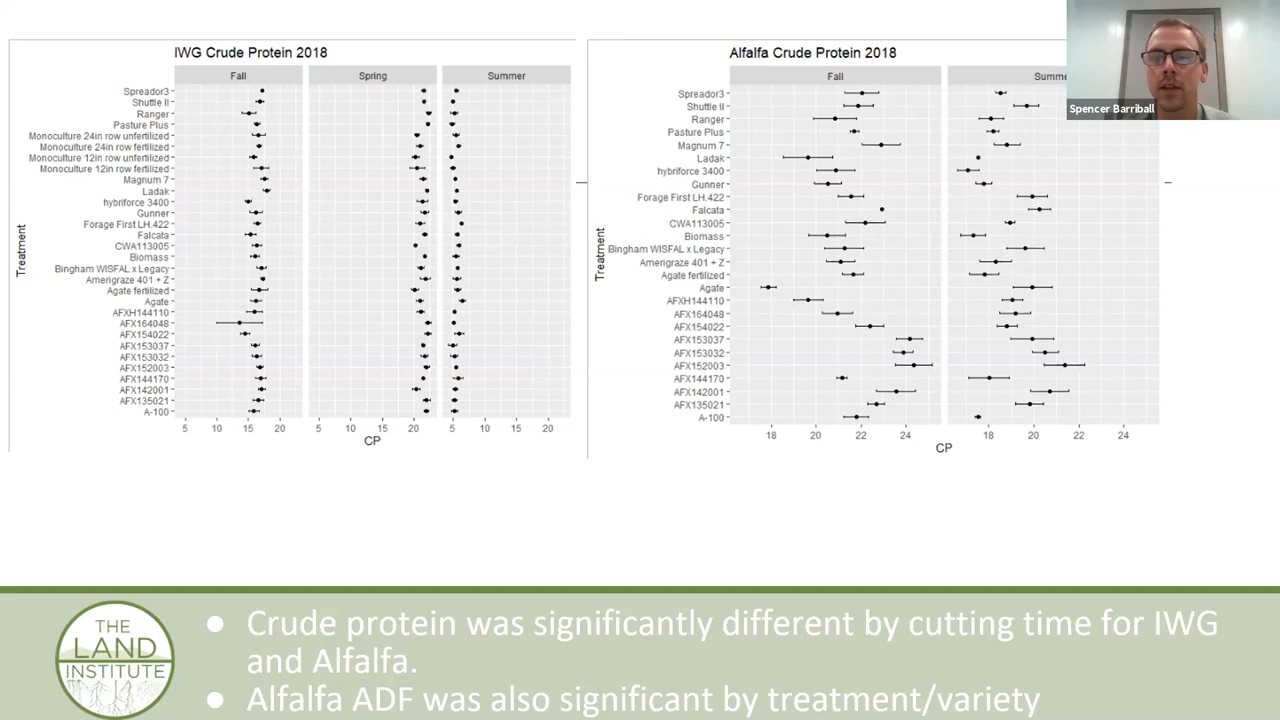 IWG Crude Protein 2018
Fall Spring Summer
Treatment
Spreador3
Shuttle II
Ranger
Pasture Plus
Monoculture 24in row unfertilized
Monoculture 24in row fertilized
Monoculture 12in row unfertilized
Monoculture 12in row fertilized
Magnum 7
Ladak
hybriforce 3400
Gunner
Forage First LH.422
Falcata
CWA113005
Biomass
Bingham WISFAL x Legacy
Amerigraze 401 + Z
Agate fertilized
Agate
AFXH144110
AFX164048
AFX154022
AFX153037
AFX153032
AFX152003
AFX144170
AFX142001
AFX135021
A-100
5 10 15 20 5 10 15 20 5 10 15 20
CP
Alfalfa Crude Protein 2018
Fall Summe
Treatment
Spreador3
Shuttle II
Ranger
Pasture Plus
Magnum 7
Ladak
hybriforce 3400
Gunner
Forage First LH.422
Falcata
CWA113005
Biomass
Bingham WISFAL x Legacy
Amerigraze 401 + Z
Agate fertilized
Agate
AFXH144110
AFX164048
AFX154022
AFX153037
AFX153032
AFX152003
AFX144170
AFX142001
AFX135021
A-100
18 20 22 24 18 20 22 24
CP
Spencer Barriball
THE
LAND
INSTITUTE
● Crude protein was significantly different by cutting time for IWG
and Alfalfa.
● Alfalfa ADF was also significant by treatment/variety